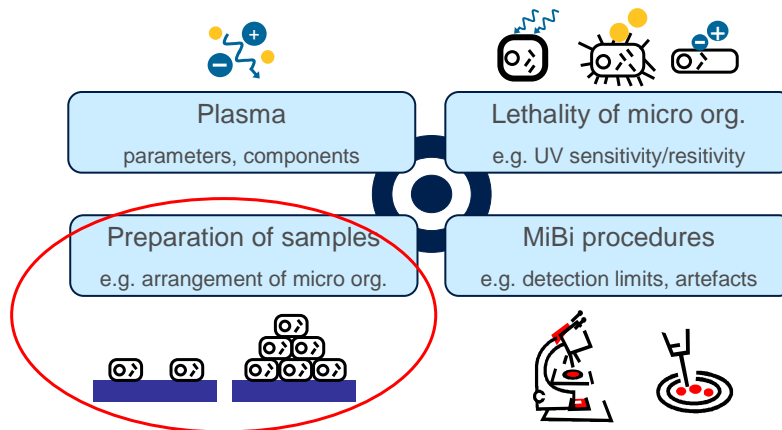 Plasma
parameters, components
Lethality of micro org.
e.g. UV sensitivity/resitivity
Preparation of samples
e.g. arrangement of micro org.
MiBi procedures
e.g. detection limits, artefacts